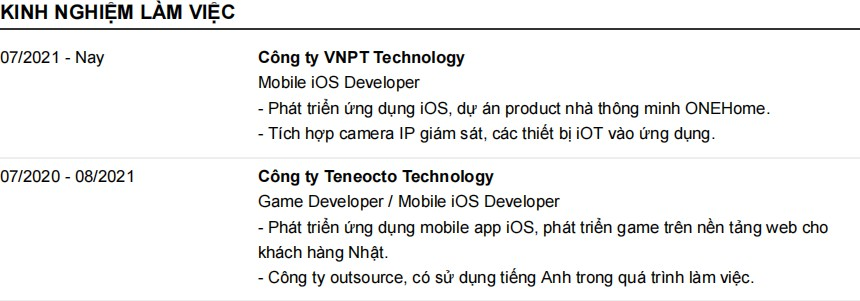 KINH NGHIỆM LÀM VIỆC
07/2021 - Nay
Công ty VNPT Technology
Mobile iOS Developer
- Phát triển ứng dụng iOS, dự án product nhà thông minh ONEHome.
- Tích hợp camera IP giám sát, các thiết bị iOT vào ứng dụng.
07/2020 - 08/2021
Công ty Teneocto Technology
Game Developer / Mobile iOS Developer
- Phát triển ứng dụng mobile app iOS, phát triển game trên nền tảng web cho
khách hàng Nhật.
- Công ty outsource, có sử dụng tiếng Anh trong quá trình làm việc.